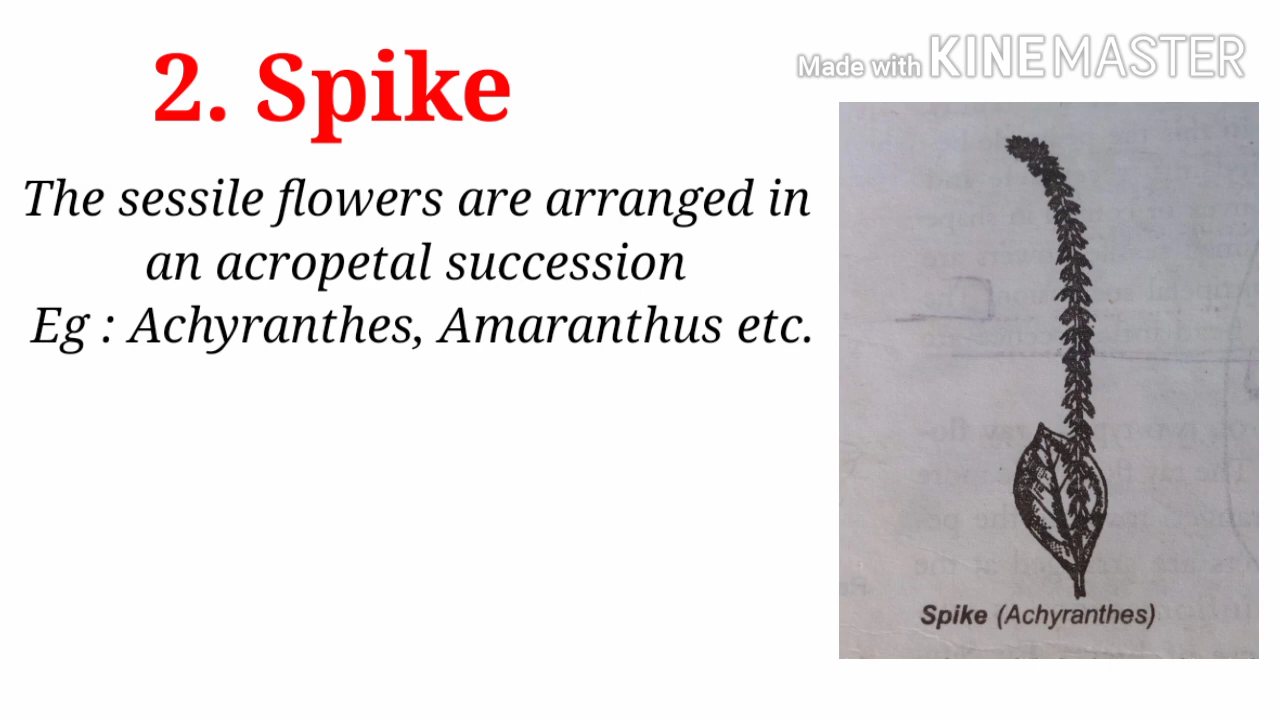 2. Spike
Made with KINEMASTER
The sessile flowers are arranged in
an acropetal succession
Eg : Achyranthes, Amaranthus etc.
Spike (Achyranthes)